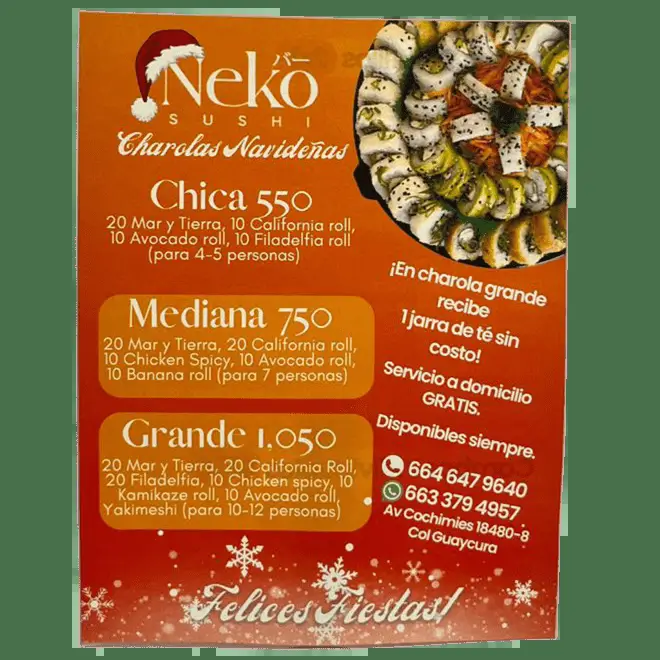 バー
Neko
SUSHI
Charolas Navideñas
Chica 550
20 Mar y Tierra, 10 California roll,
10 Avocado roll, 10 Filadelfia roll
(para 4-5 personas)
Mediana 750
20 Mar y Tierra, 20 California roll,
10 Chicken Spicy, 10 Avocado roll,
10 Banana roll (para 7 personas)
Grande 1,050
20 Mar y Tierra, 20 California Roll,
20 Filadelfia, 10 Chicken spicy, 10
Kamikaze roll, 10 Avocado roll,
Yakimeshi (para 10-12 personas)
¡En charola grande
recibe
1 jarra de té sin
costo!
Servicio a domicilio
GRATIS.
Disponibles siempre.
664 647 9640
663 379 4957
Av Cochimies 18480-8
Col Guaycura
Felices Fiestas!